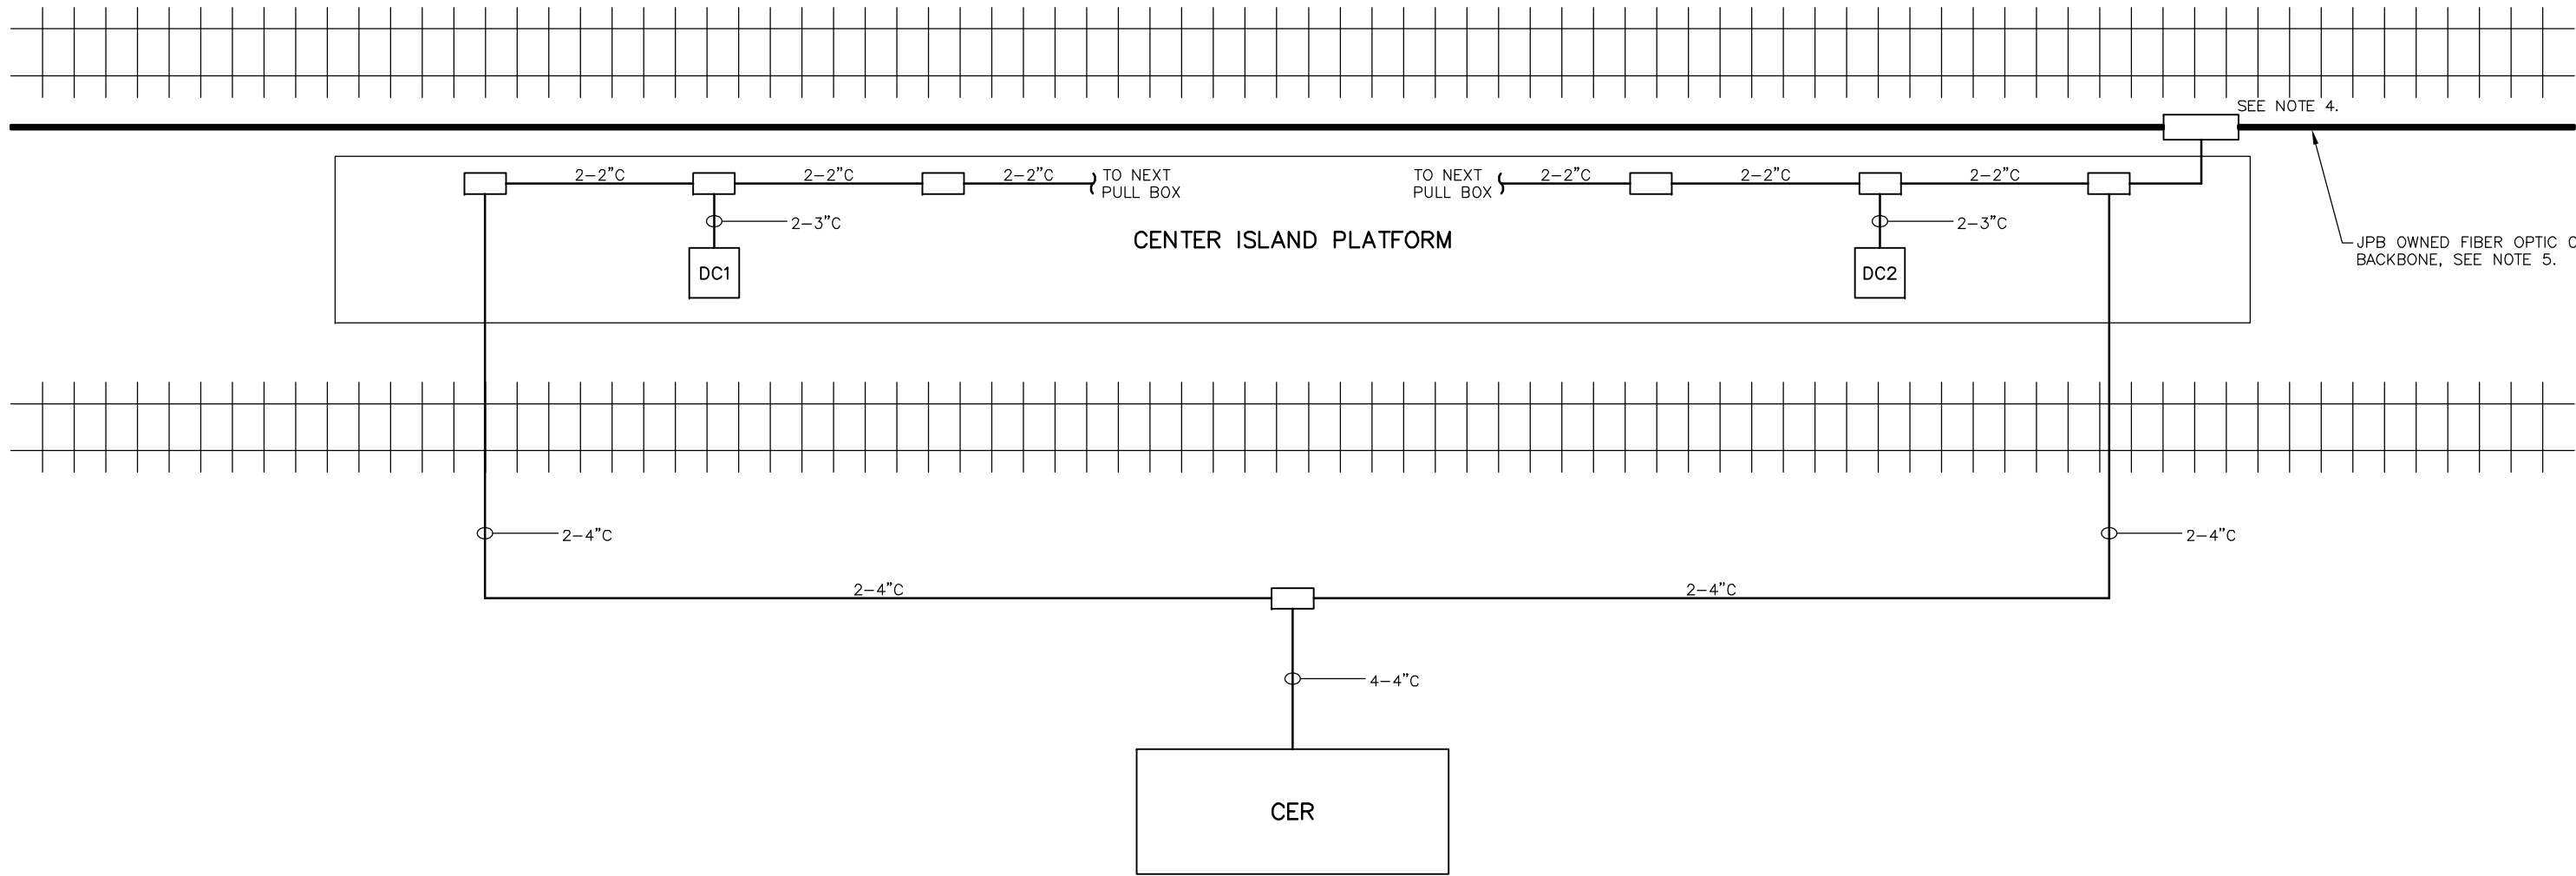 SEE NOTE 4.
2-2"C
2-2"C
2-2"C
TO NEXT
PULL BOX
TO NEXT
PULL BOX
2-2"C
2-2"C
2-2"C
2-3"C
2-3"C
CENTER ISLAND PLATFORM
DC1
DC2
JPB OWNED FIBER OPTIC
BACKBONE, SEE NOTE 5.
2-4"C
2-4"C
2-4"C
2-4"C
4-4"C
CER